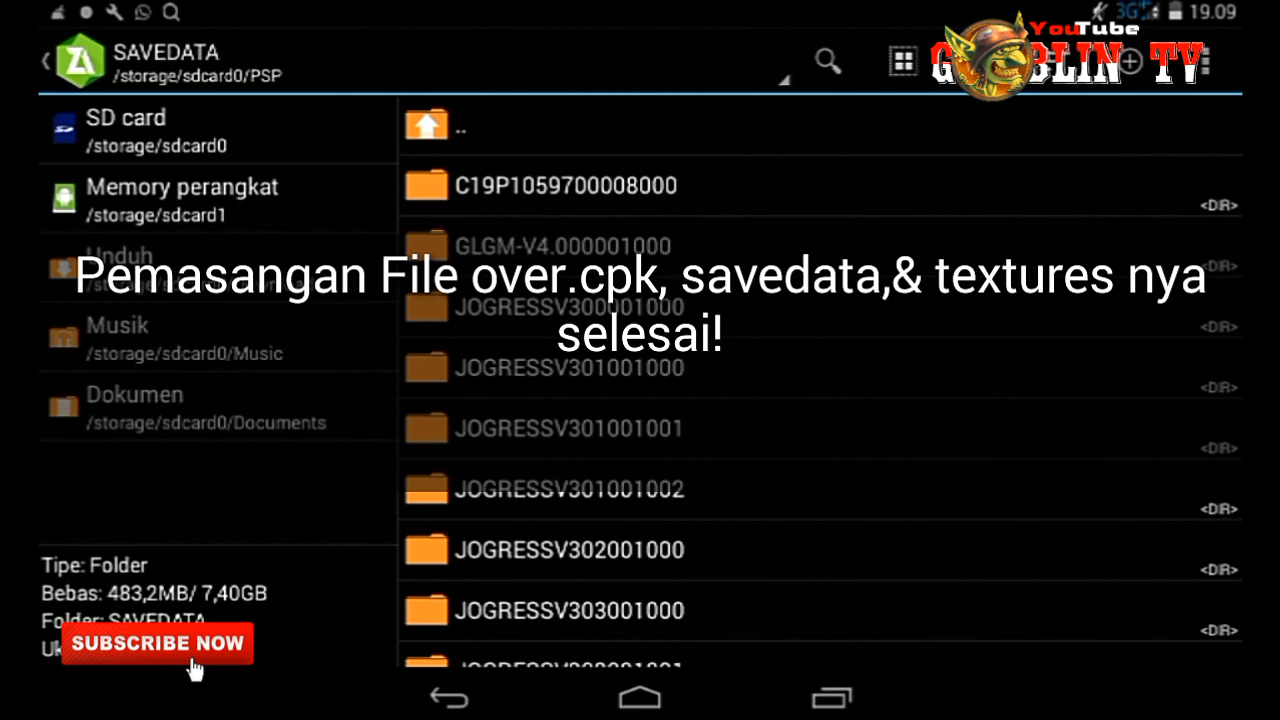 3G
19.09
SAVEDATA
/storage/sdcard0/PSP
YouTube
GOBLIN TV
SD card
/storage/sdcard0
Memory perangkat
/storage/sdcard1
Unduh
Musik
/storage/sdcard0/Music
Dokumen
/storage/sdcard0/Documents
..
C19P1059700008000
<DIR>
GLGM-V4.000001000
<DIR>
JOGRESSV300001000
<DIR>
JOGRESSV301001000
<DIR>
JOGRESSV301001001
<DIR>
JOGRESSV301001002
<DIR>
JOGRESSV302001000
<DIR>
JOGRESSV303001000
<DIR>
Pemasangan File over.cpk, savedata,& textures nya
selesai!
Tipe: Folder
Bebas: 483,2MB/ 7,40GB
Folder: SAVEDATA
SUBSCRIBE NOW